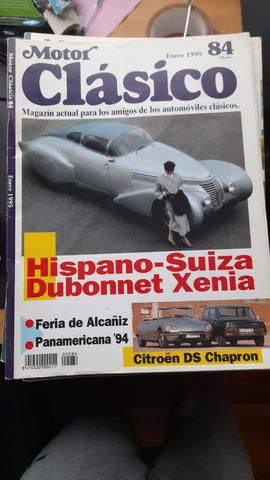 Motor
Enero 1995
84
Clásico
Magazín actual para los amigos de los automóviles clásicos.
Motor Clásico 84
Enero 1995
Hispano-Suiza
Dubonnet Xenia
Feria de Alcañiz
Panamericana '94
Citroën DS Chapron
00084